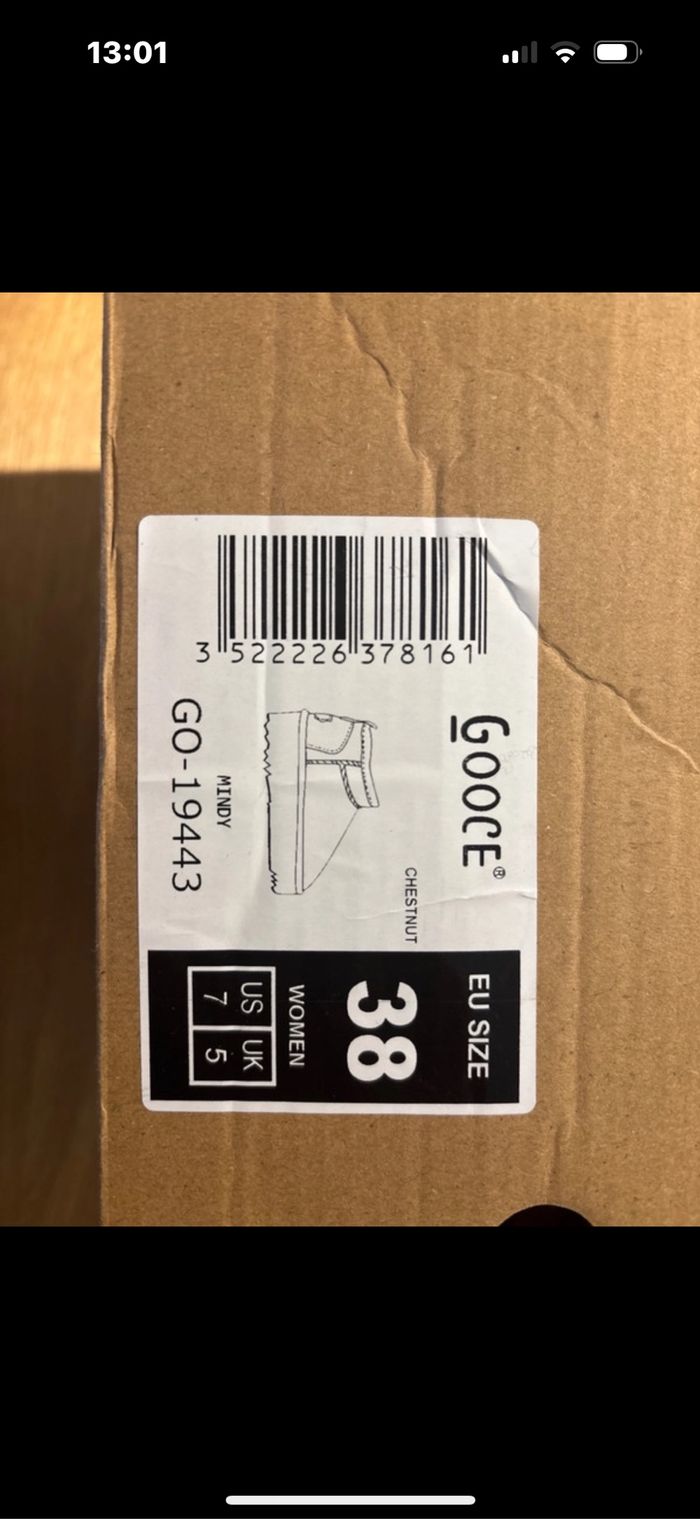 13:01
3 522226 378161
GOOCE®
CHESTNUT
MINDY
GO-19443
EU SIZE
38
WOMEN
US UK
7 5